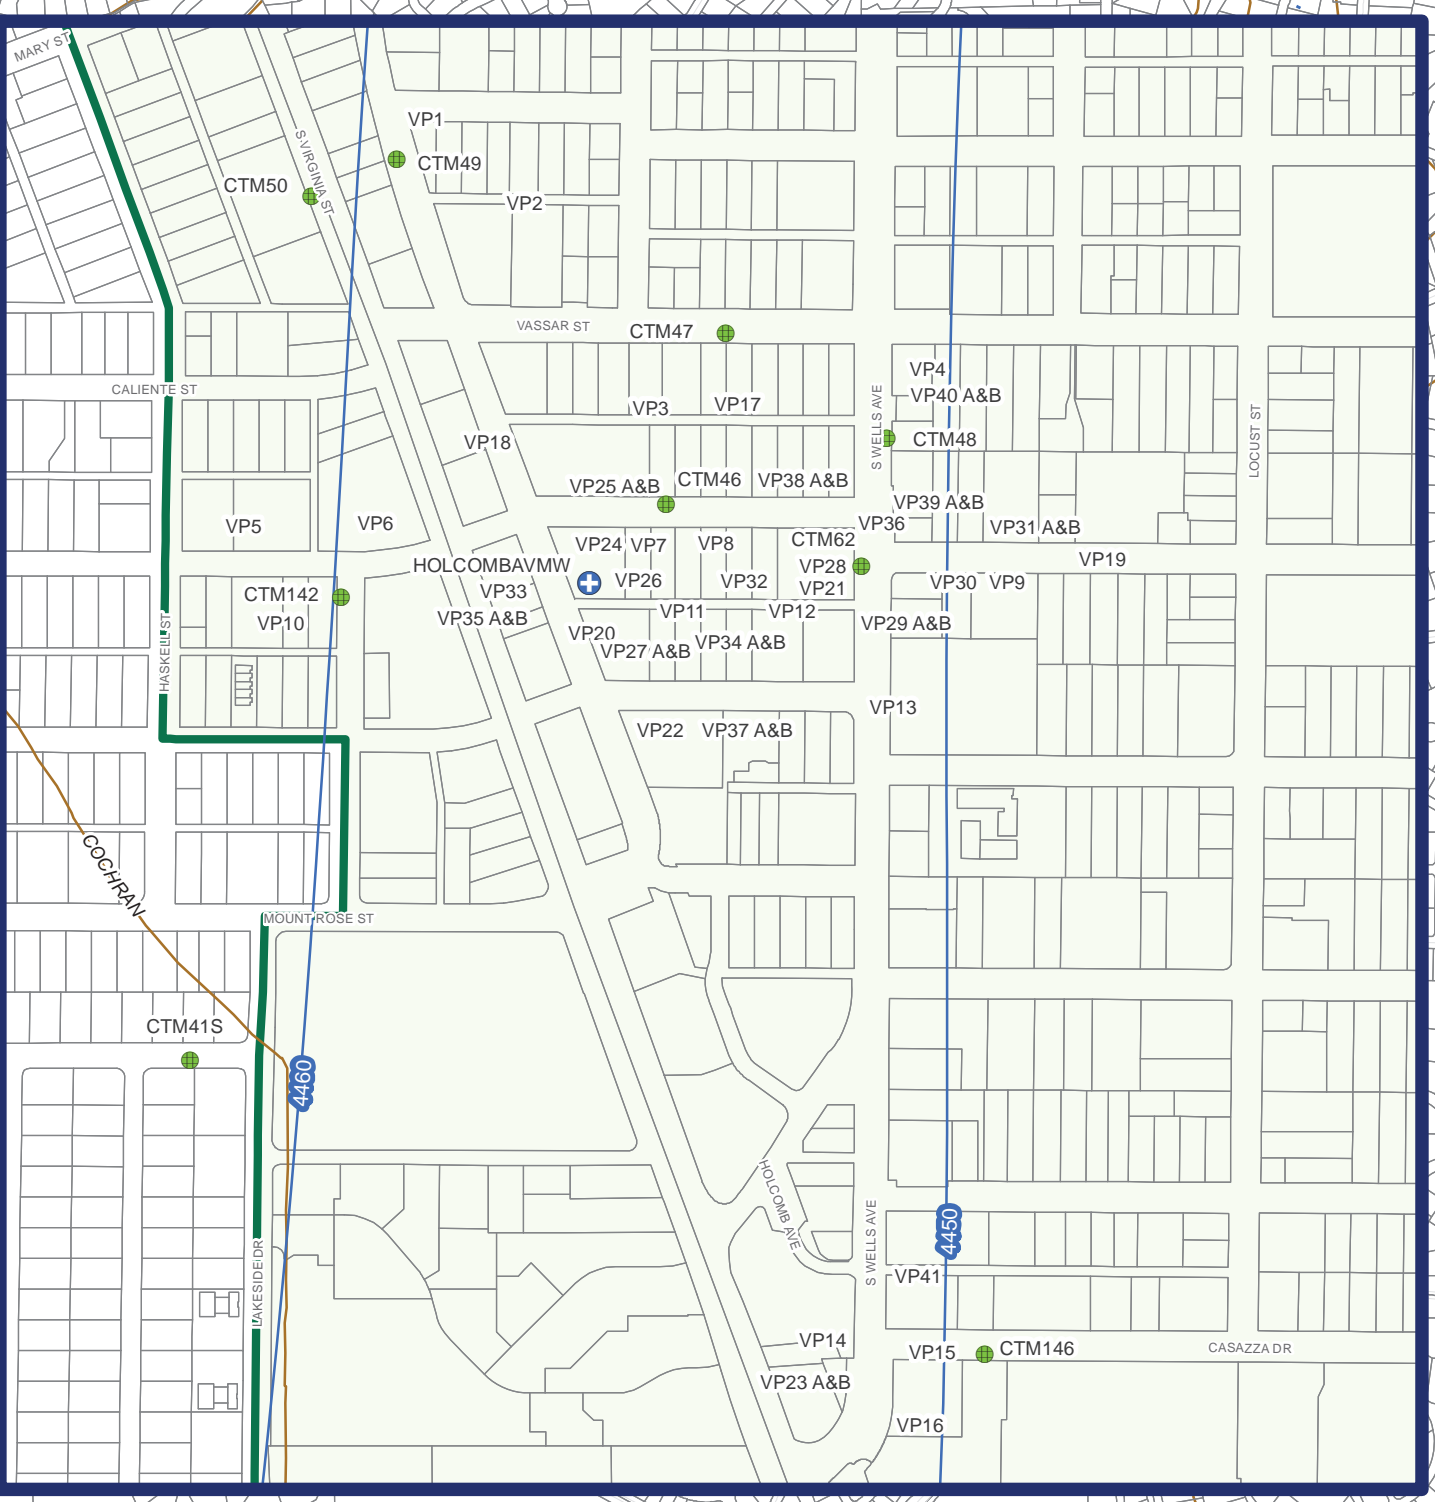 MARY ST
S VIRGINIA ST
VP1
CTM49
CTM50
VP2
VASSAR ST
CTM47
CALIENTE ST
VP4
VP40 A&B
VP3
VP17
S WELLS AVE
LOCUST ST
CTM48
VP18
VP25 A&B
CTM46
VP38 A&B
VP39 A&B
VP5
VP6
VP36
VP31 A&B
VP24
VP7
VP8
CTM62
HOLCOMBAVMW
VP28
VP19
VP26
VP32
VP21
VP30
VP9
CTM142
VP33
VP10
VP35 A&B
VP11
VP12
VP29 A&B
HASKELL ST
VP20
VP27 A&B
VP34 A&B
VP13
VP22
VP37 A&B
COCHRAN
MOUNT ROSE ST
CTM41S
4460
HOLCOMB AVE
S WELLS AVE
4450
LAKESIDE DR
VP41
VP14
VP15
CTM146
CASAZZA DR
VP23 A&B
VP16